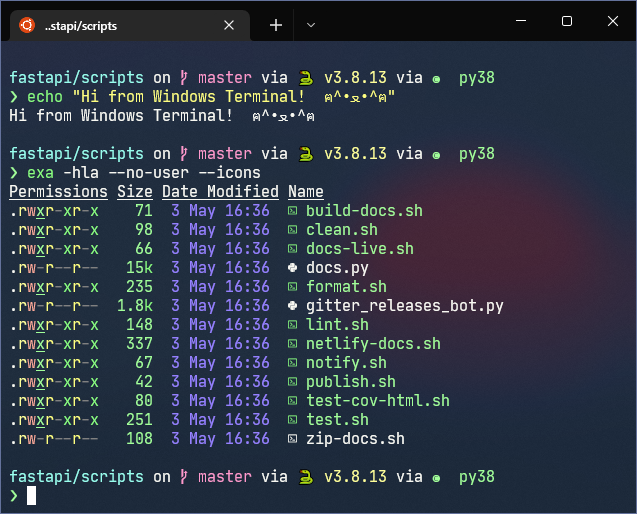 ..stapi/scripts
fastapi/scripts on master via 🐍 v3.8.13 via py38
❯ echo "Hi from Windows Terminal! ฅ^•ﻌ•^ฅ"
Hi from Windows Terminal! ฅ^•ﻌ•^ฅ
fastapi/scripts on master via 🐍 v3.8.13 via py38
❯ exa -hla --no-user --icons
Permissions Size Date Modified Name
.rwxr-xr-x 71 3 May 16:36 build-docs.sh
.rwxr-xr-x 98 3 May 16:36 clean.sh
.rwxr-xr-x 66 3 May 16:36 docs-live.sh
.rw-r--r-- 15k 3 May 16:36 docs.py
.rwxr-xr-x 235 3 May 16:36 format.sh
.rw-r--r-- 1.8k 3 May 16:36 gitter_releases_bot.py
.rwxr-xr-x 148 3 May 16:36 lint.sh
.rwxr-xr-x 337 3 May 16:36 netlify-docs.sh
.rwxr-xr-x 67 3 May 16:36 notify.sh
.rwxr-xr-x 42 3 May 16:36 publish.sh
.rwxr-xr-x 80 3 May 16:36 test-cov-html.sh
.rwxr-xr-x 251 3 May 16:36 test.sh
.rw-r--r-- 108 3 May 16:36 zip-docs.sh
fastapi/scripts on master via 🐍 v3.8.13 via py38
❯